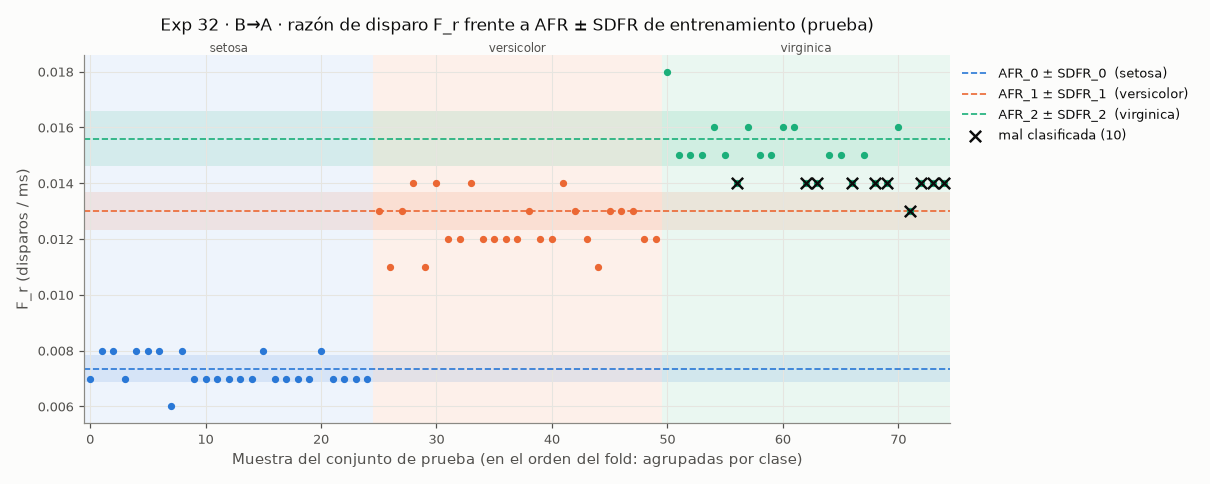 Exp 32 · B→A · razón de disparo F_r frente a AFR ± SDFR de entrenamiento (prueba)
setosa versicolor virginica
AFR_0 ± SDFR_0 (setosa)
AFR_1 ± SDFR_1 (versicolor)
AFR_2 ± SDFR_2 (virginica)
mal clasificada (10)
F_r (disparos / ms)
0.018
0.016
0.014
0.012
0.010
0.008
0.006
0 10 20 30 40 50 60 70
Muestra del conjunto de prueba (en el orden del fold: agrupadas por clase)